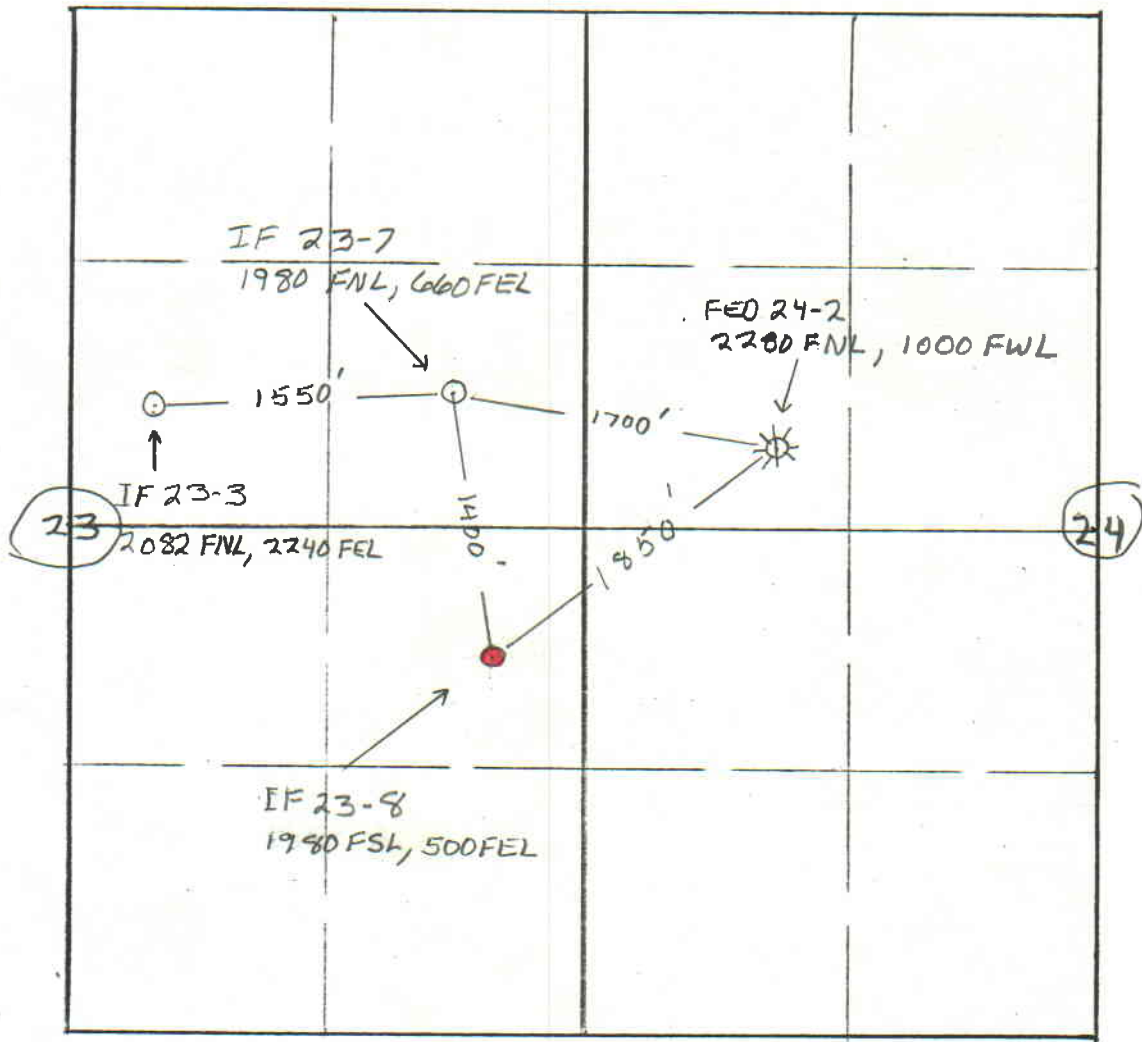 IF 23-7
1980 FNL, 660 FEL
FED 24-2
2280 FNL, 1000 FWL
1550'
1700'
IF 23-3
2082 FNL, 2240 FEL
23
24
1400'
1850'
IF 23-8
1980 FSL, 500 FEL